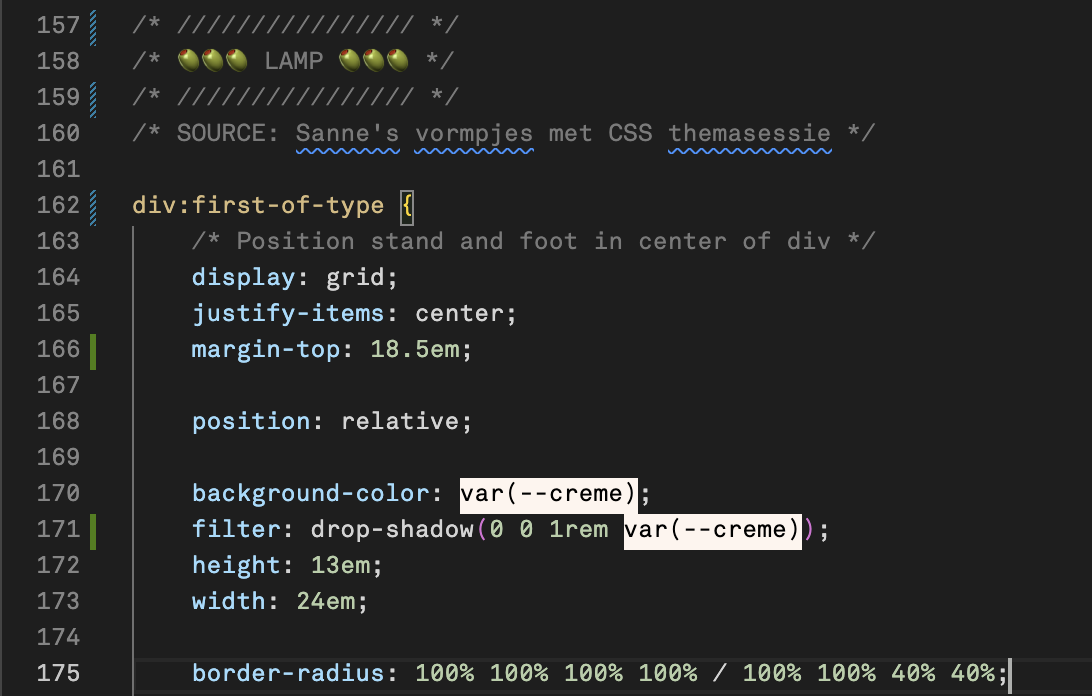 157 /* //////////////// */
158 /* 🫒🫒🫒 LAMP 🫒🫒🫒 */
159 /* //////////////// */
160 /* SOURCE: Sanne's vormpjes met CSS themasessie */
161
162 div:first-of-type {
163 /* Position stand and foot in center of div */
164 display: grid;
165 justify-items: center;
166 margin-top: 18.5em;
167
168 position: relative;
169
170 background-color: var(--creme);
171 filter: drop-shadow(0 0 1rem var(--creme));
172 height: 13em;
173 width: 24em;
174
175 border-radius: 100% 100% 100% 100% / 100% 100% 40% 40%;